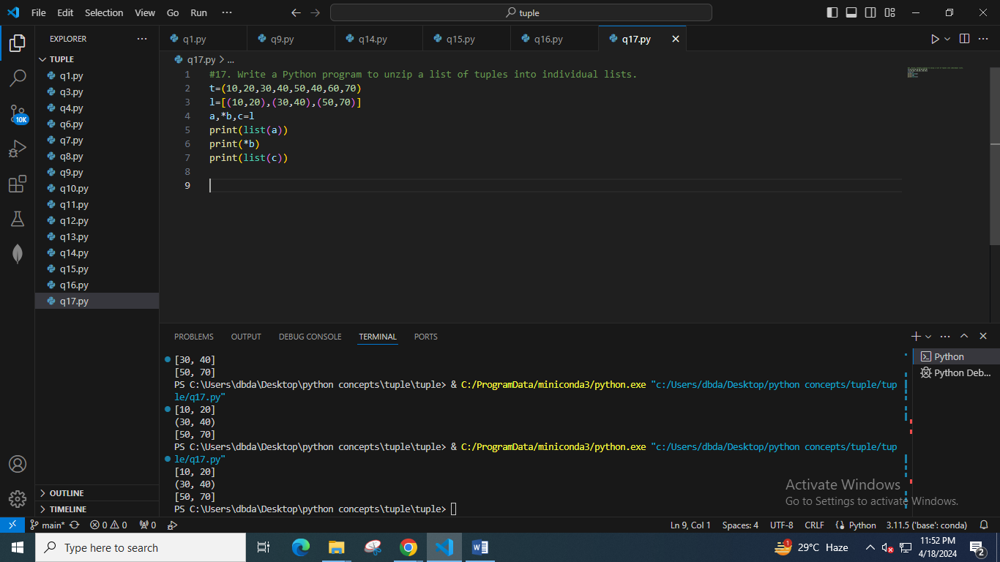 File Edit Selection View Go Run ··· tuple
EXPLORER ···
TUPLE
q1.py
q3.py
q4.py
q6.py
q7.py
q8.py
q9.py
q10.py
q11.py
q12.py
q13.py
q14.py
q15.py
q16.py
q17.py
OUTLINE
TIMELINE
10K
q1.py q9.py q14.py q15.py q16.py q17.py
q17.py > ...
1 #17. Write a Python program to unzip a list of tuples into individual lists.
2 t=(10,20,30,40,50,40,60,70)
3 l=[(10,20),(30,40),(50,70)]
4 a,*b,c=l
5 print(list(a))
6 print(*b)
7 print(list(c))
8
9
PROBLEMS OUTPUT DEBUG CONSOLE TERMINAL PORTS
[30, 40]
[50, 70]
PS C:\Users\dbda\Desktop\python concepts\tuple\tuple> & C:/ProgramData/miniconda3/python.exe "c:/Users/dbda/Desktop/python concepts/tuple/tup
le/q17.py"
[10, 20]
(30, 40)
[50, 70]
PS C:\Users\dbda\Desktop\python concepts\tuple\tuple> & C:/ProgramData/miniconda3/python.exe "c:/Users/dbda/Desktop/python concepts/tuple/tup
le/q17.py"
[10, 20]
(30, 40)
[50, 70]
PS C:\Users\dbda\Desktop\python concepts\tuple\tuple>
Python
Python Deb...
Activate Windows
Go to Settings to activate Windows.
main* 0 0 0 Ln 9, Col 1 Spaces: 4 UTF-8 CRLF Python 3.11.5 ('base': conda)
Type here to search 1 29°C Haze 11:52 PM
4/18/2024 2